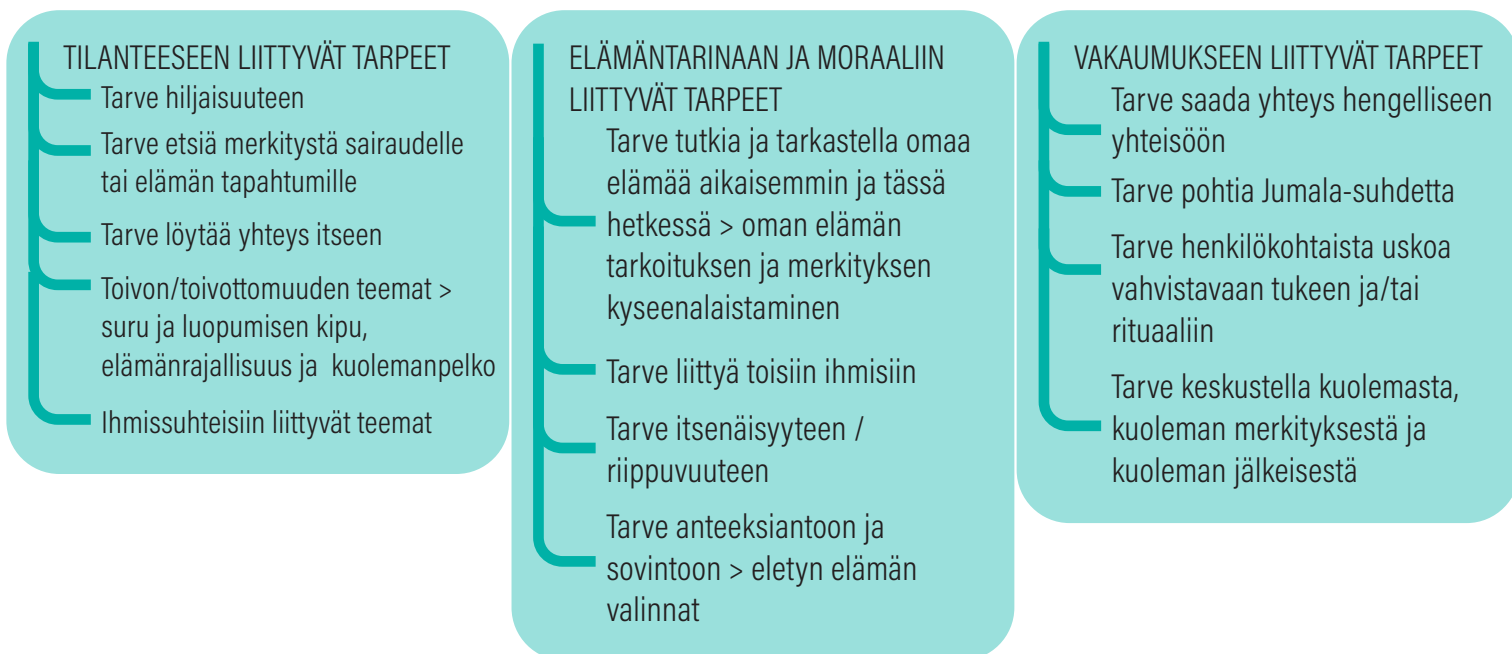 TILANTEESEEN LIITTYVÄT TARPEET
Tarve hiljaisuuteen
Tarve etsiä merkitystä sairaudelle
tai elämän tapahtumille
Tarve löytää yhteys itseen
Toivon/toivottomuuden teemat >
suru ja luopumisen kipu,
elämänrajallisuus ja kuolemanpelko
Ihmissuhteisiin liittyvät teemat
ELÄMÄNTARINAAN JA MORAALIIN
LIITTYVÄT TARPEET
Tarve tutkia ja tarkastella omaa
elämää aikaisemmin ja tässä
hetkessä > oman elämän
tarkoituksen ja merkityksen
kyseenalaistaminen
Tarve liittyä toisiin ihmisiin
Tarve itsenäisyyteen /
riippuvuuteen
Tarve anteeksiantoon ja
sovintoon > eletyn elämän
valinnat
VAKAUMUKSEEN LIITTYVÄT TARPEET
Tarve saada yhteys hengelliseen
yhteisöön
Tarve pohtia Jumala-suhdetta
Tarve henkilökohtaista uskoa
vahvistavaan tukeen ja/tai
rituaaliin
Tarve keskustella kuolemasta,
kuoleman merkityksestä ja
kuoleman jälkeisestä